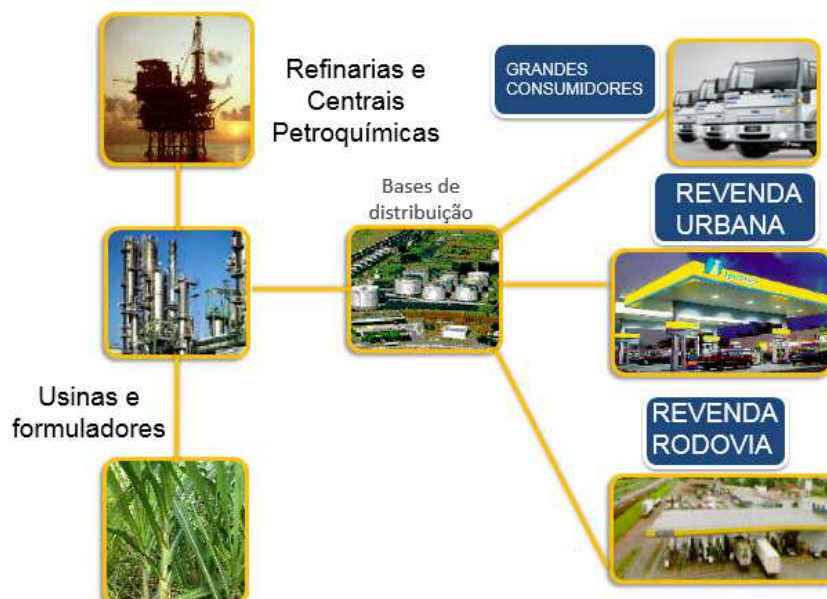 Refinarias e
Centrais
Petroquímicas
GRANDES
CONSUMIDORES
Bases de
distribuição
REVENDA
URBANA
Usinas e
formuladores
REVENDA
RODOVIA